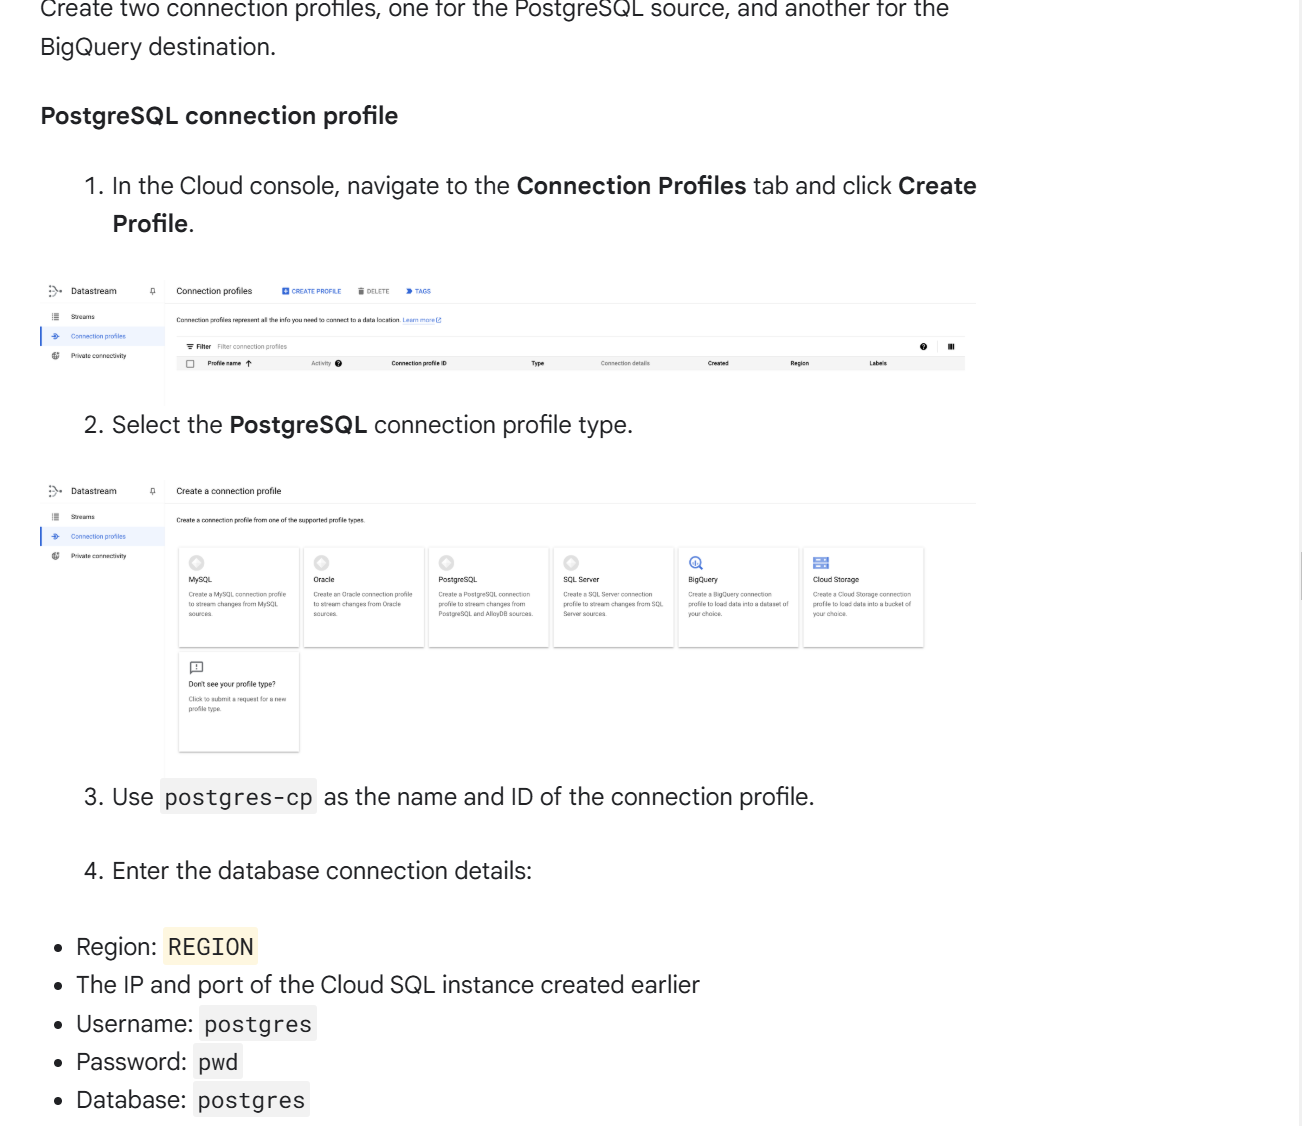 Create two connection profiles, one for the PostgreSQL source, and another for the
BigQuery destination.
PostgreSQL connection profile
1. In the Cloud console, navigate to the Connection Profiles tab and click Create
Profile.
Datastream
Connection profiles
CREATE PROFILE
DELETE
TAGS
Streams
Connection profiles
Private connectivity
Connection profiles represent all the info you need to connect to a data location. Learn more
Filter Filter connection profiles
Profile name Activity Connection profile ID Type Connection details Created Region Labels
2. Select the PostgreSQL connection profile type.
Datastream
Create a connection profile
Streams
Connection profiles
Private connectivity
Create a connection profile from one of the supported profile types.
MySQL
Create a MySQL connection profile
to stream changes from MySQL
sources.
Oracle
Create an Oracle connection profile
to stream changes from Oracle
sources.
PostgreSQL
Create a PostgreSQL connection
profile to stream changes from
PostgreSQL and AlloyDB sources.
SQL Server
Create a SQL Server connection
profile to stream changes from SQL
Server sources.
BigQuery
Create a BigQuery connection
profile to load data into a dataset of
your choice.
Cloud Storage
Create a Cloud Storage connection
profile to load data into a bucket of
your choice.
Don't see your profile type?
Click to submit a request for a new
profile type.
3. Use postgres-cp as the name and ID of the connection profile.
4. Enter the database connection details:
• Region: REGION
• The IP and port of the Cloud SQL instance created earlier
• Username: postgres
• Password: pwd
• Database: postgres